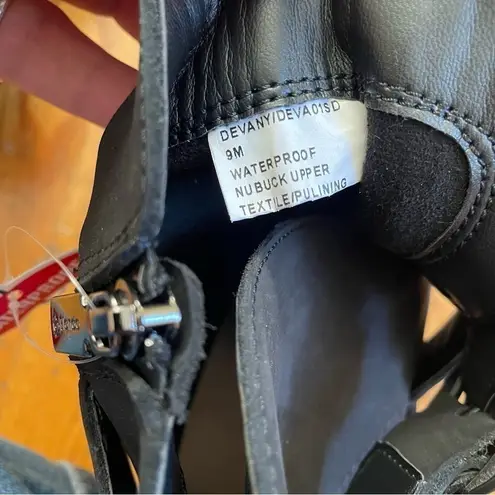 DEVANY/DEVA01SD
9M
WATERPROOF
NUBUCK UPPER
TEXTILE/PULINING